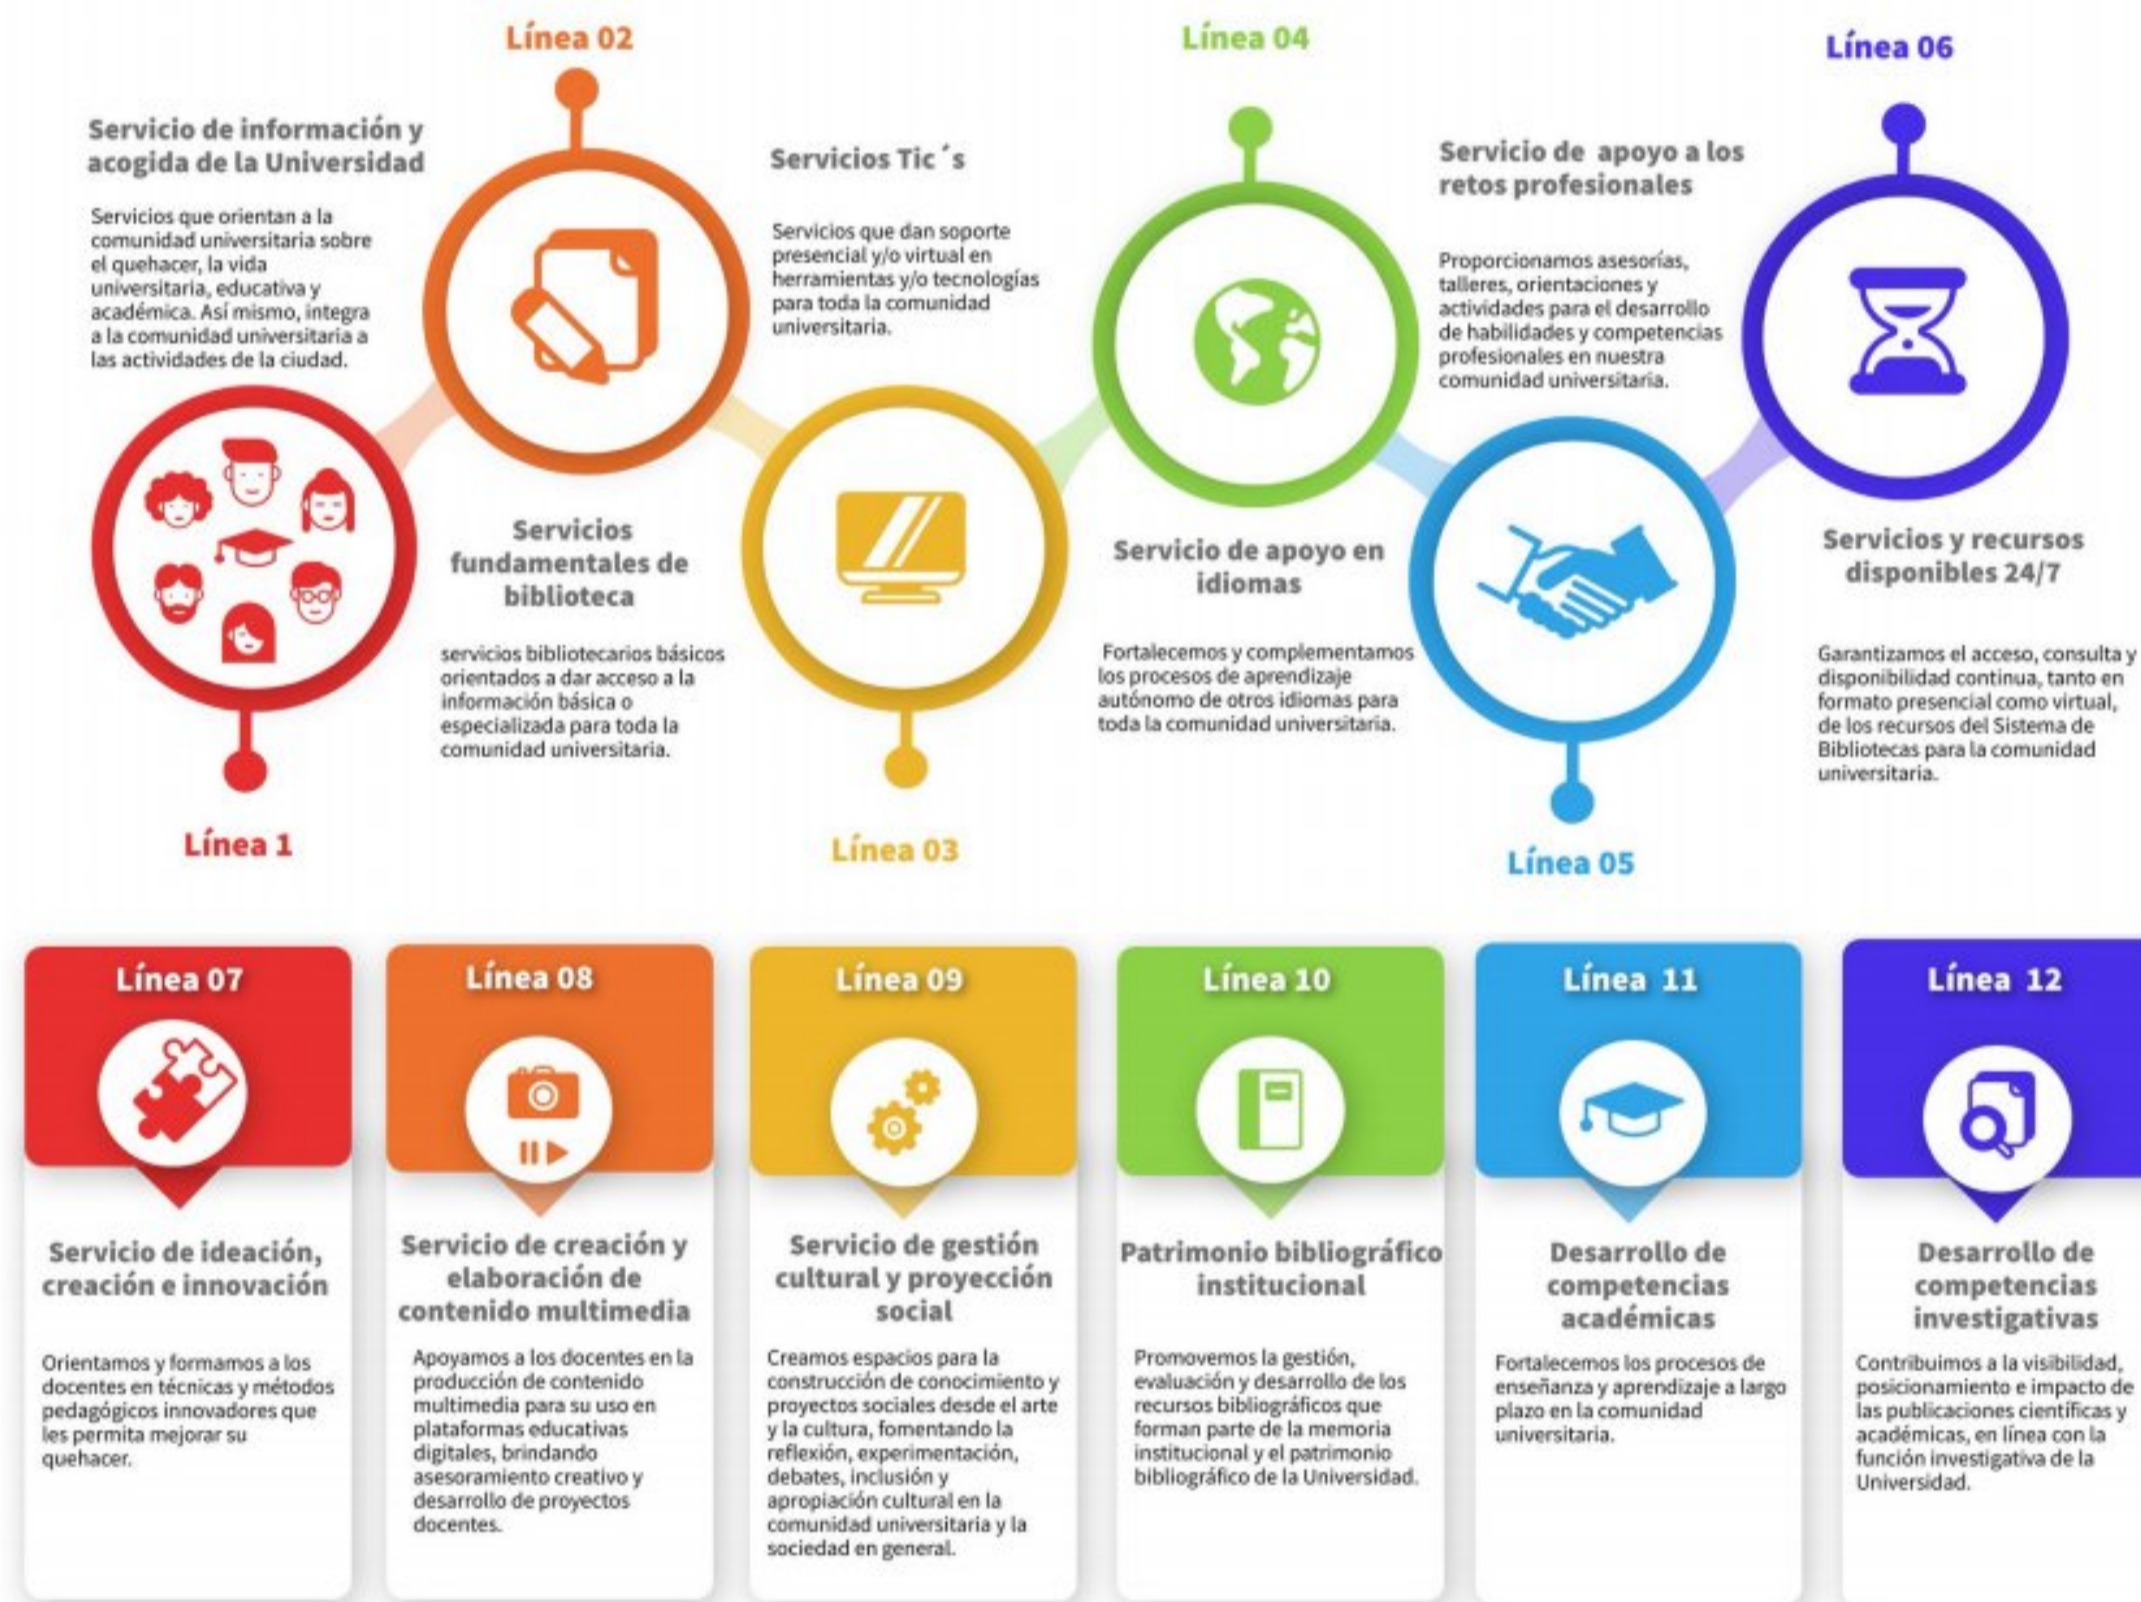 Línea 1
Servicio de información y
acogida de la Universidad
Servicios que orientan a la
comunidad universitaria sobre
el quehacer, la vida
universitaria, educativa y
académica. Así mismo, integra
a la comunidad universitaria a
las actividades de la ciudad.
Línea 02
Servicios
fundamentales de
biblioteca
servicios bibliotecarios básicos
orientados a dar acceso a la
información básica o
especializada para toda la
comunidad universitaria.
Línea 03
Servicios Tic´s
Servicios que dan soporte
presencial y/o virtual en
herramientas y/o tecnologías
para toda la comunidad
universitaria.
Línea 04
Servicio de apoyo en
idiomas
Fortalecemos y complementamos
los procesos de aprendizaje
autónomo de otros idiomas para
toda la comunidad universitaria.
Línea 05
Servicio de apoyo a los
retos profesionales
Proporcionamos asesorías,
talleres, orientaciones y
actividades para el desarrollo
de habilidades y competencias
profesionales en nuestra
comunidad universitaria.
Línea 06
Servicios y recursos
disponibles 24/7
Garantizamos el acceso, consulta y
disponibilidad continua, tanto en
formato presencial como virtual,
de los recursos del Sistema de
Bibliotecas para la comunidad
universitaria.
Línea 07
Servicio de ideación,
creación e innovación
Orientamos y formamos a los
docentes en técnicas y métodos
pedagógicos innovadores que
les permita mejorar su
quehacer.
Línea 08
Servicio de creación y
elaboración de
contenido multimedia
Apoyamos a los docentes en la
producción de contenido
multimedia para su uso en
plataformas educativas
digitales, brindando
asesoramiento creativo y
desarrollo de proyectos
docentes.
Línea 09
Servicio de gestión
cultural y proyección
social
Creamos espacios para la
construcción de conocimiento y
proyectos sociales desde el arte
y la cultura, fomentando la
reflexión, experimentación,
debates, inclusión y
apropiación cultural en la
comunidad universitaria y la
sociedad en general.
Línea 10
Patrimonio bibliográfico
institucional
Promovemos la gestión,
evaluación y desarrollo de los
recursos bibliográficos que
forman parte de la memoria
institucional y el patrimonio
bibliográfico de la Universidad.
Línea 11
Desarrollo de
competencias
académicas
Fortalecemos los procesos de
enseñanza y aprendizaje a largo
plazo en la comunidad
universitaria.
Línea 12
Desarrollo de
competencias
investigativas
Contribuimos a la visibilidad,
posicionamiento e impacto de
las publicaciones científicas y
académicas, en línea con la
función investigativa de la
Universidad.